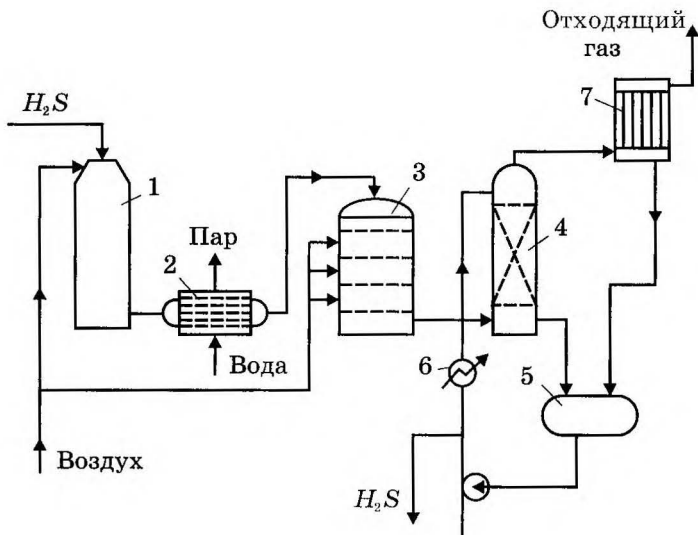 Отходящий
газ
H₂S
7
1
3
Пар
4
2
Вода
6
5
Воздух
H₂S